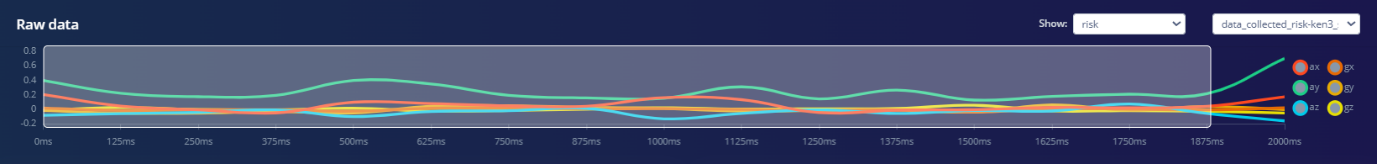 Raw data
Show: risk data_collected_risk-ken3_
0.8
0.6
0.4
0.2
0
-0.2
0ms 125ms 250ms 375ms 500ms 625ms 750ms 875ms 1000ms 1125ms 1250ms 1375ms 1500ms 1625ms 1750ms 1875ms 2000ms
ax gx
ay gy
az gz